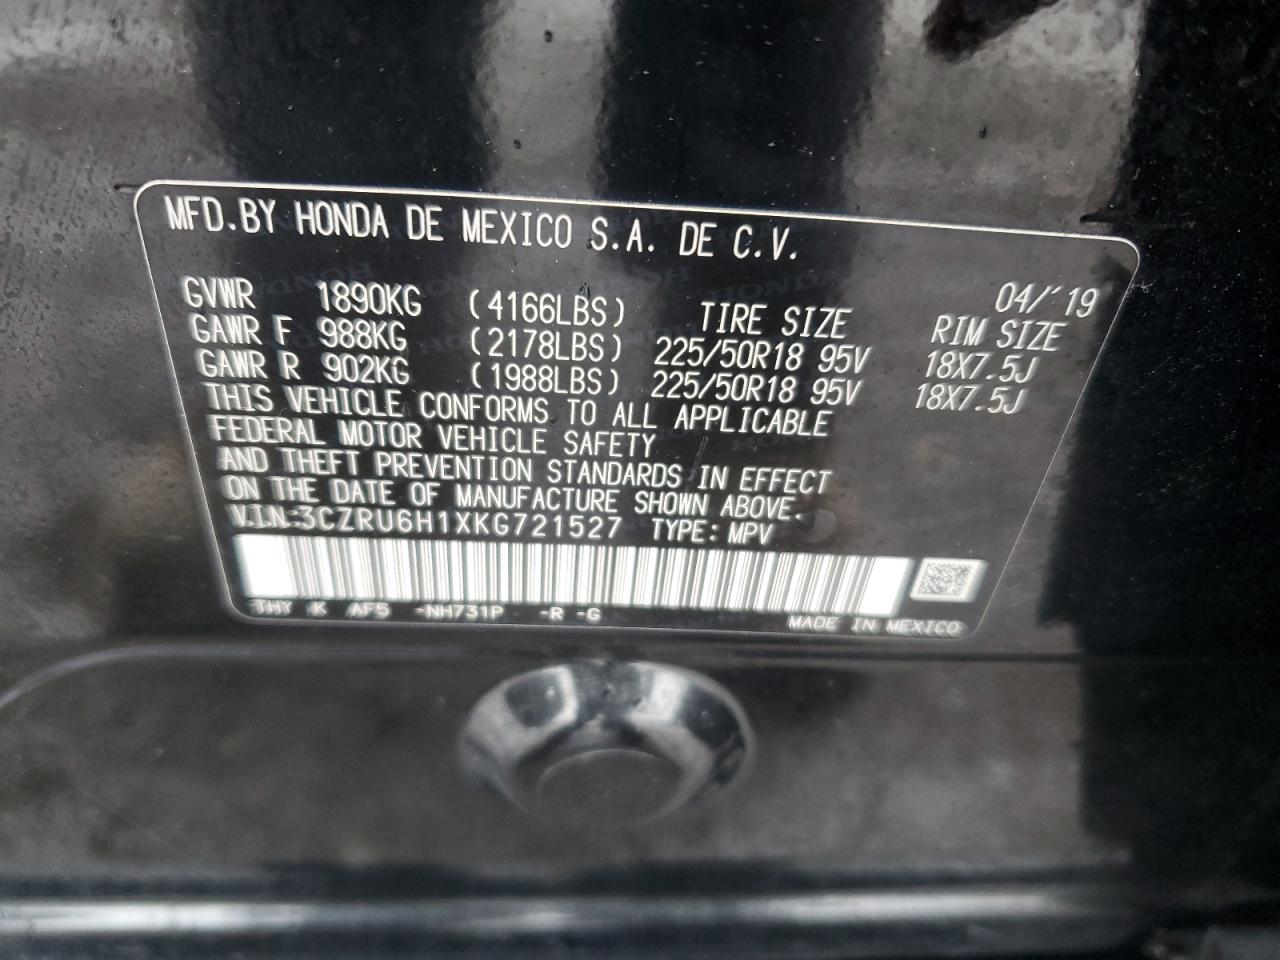 MFD.BY HONDA DE MEXICO S.A. DE C.V.
04/'19
GVWR 1890KG (4166LBS) TIRE SIZE RIM SIZE
GAWR F 988KG (2178LBS) 225/50R18 95V 18X7.5J
GAWR R 902KG (1988LBS) 225/50R18 95V 18X7.5J
THIS VEHICLE CONFORMS TO ALL APPLICABLE
FEDERAL MOTOR VEHICLE SAFETY
AND THEFT PREVENTION STANDARDS IN EFFECT
ON THE DATE OF MANUFACTURE SHOWN ABOVE.
V.I.N:3CZRU6H1XKG721527 TYPE: MPV
THY K AF5 -NH731P -R -G
MADE IN MEXICO